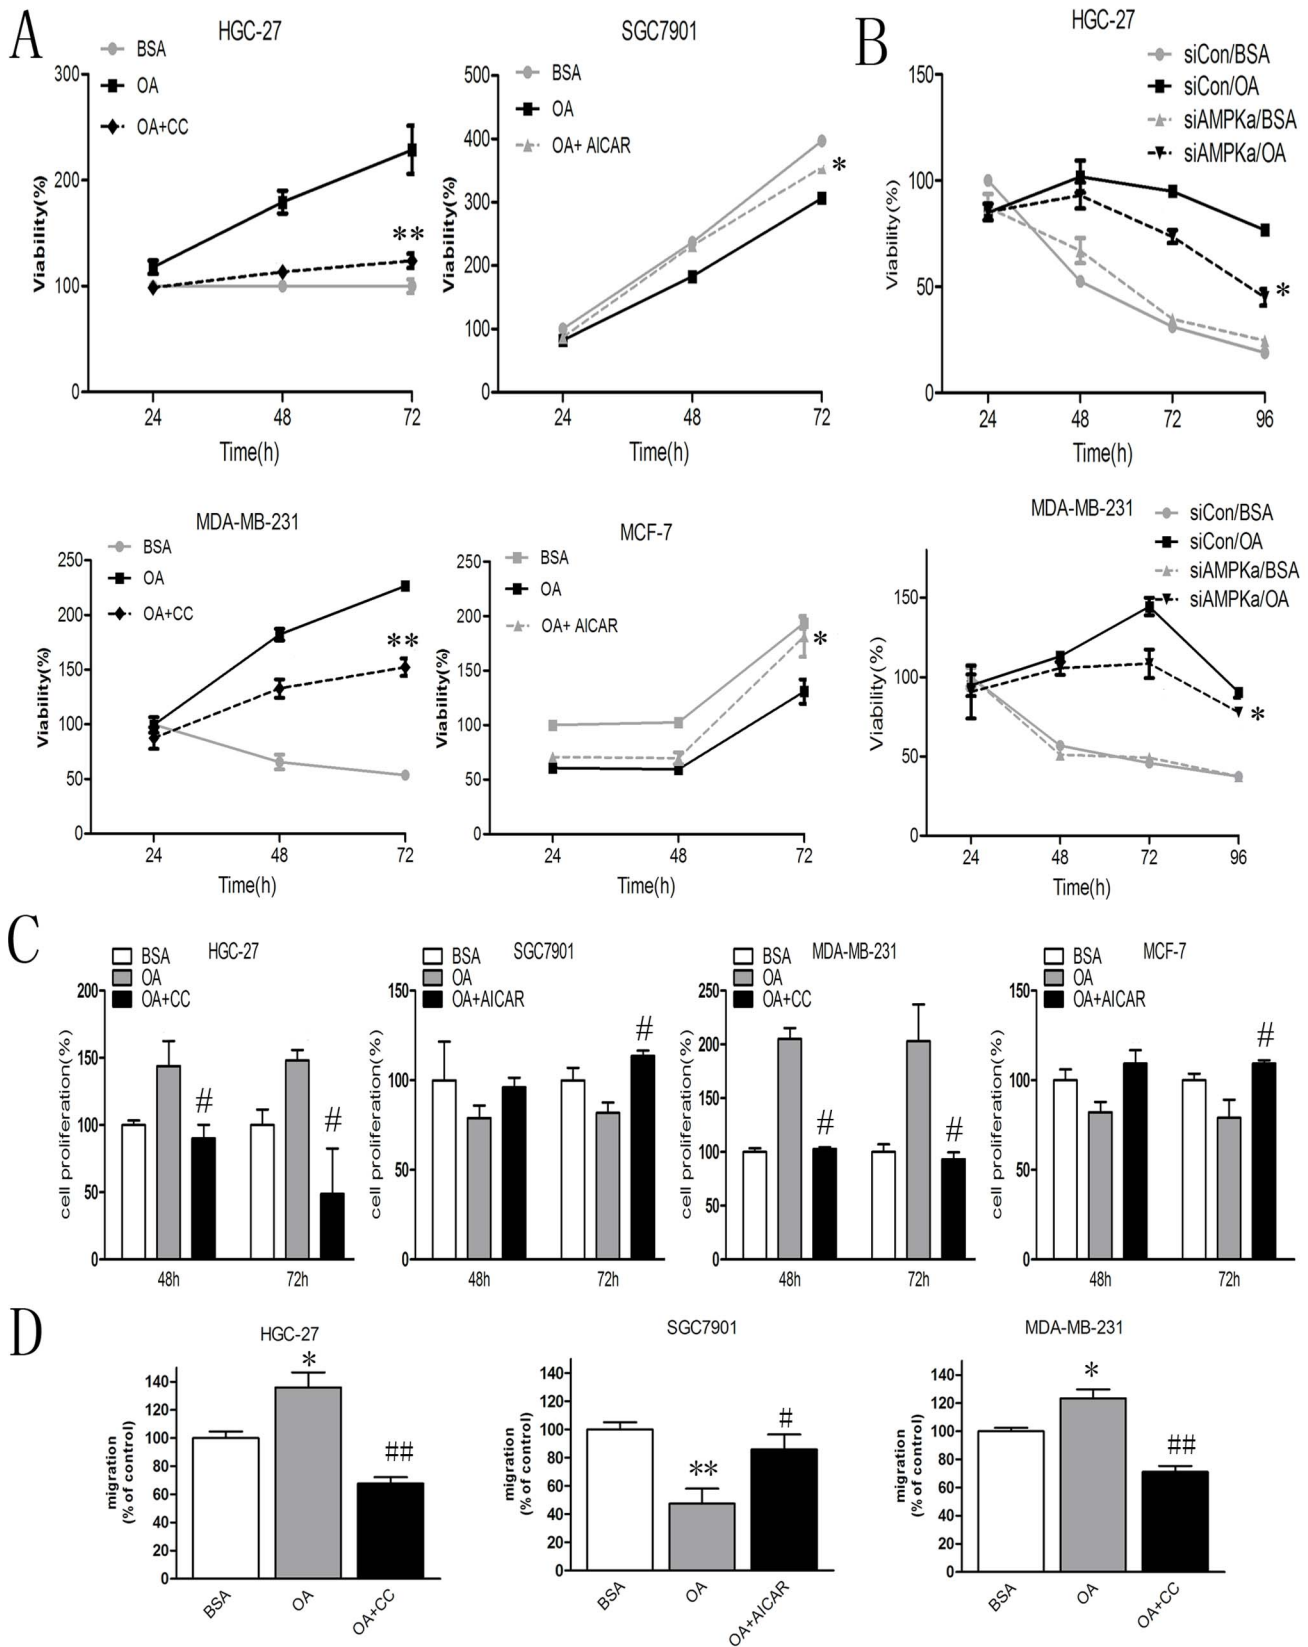 A
HGC-27
BSA
OA
OA+CC
300
200
100
0
Viability(%)
24 48 72
Time(h)
**
SGC7901
BSA
OA
OA+ AICAR
500
400
300
200
100
0
Viability(%)
24 48 72
Time(h)
*
B
HGC-27
siCon/BSA
siCon/OA
siAMPKa/BSA
siAMPKa/OA
150
100
50
0
Viability(%)
24 48 72 96
Time(h)
*
MDA-MB-231
BSA
OA
OA+CC
250
200
150
100
50
0
Viability(%)
24 48 72
Time(h)
**
MCF-7
BSA
OA
OA+ AICAR
250
200
150
100
50
0
Viability(%)
24 48 72
Time(h)
*
MDA-MB-231
siCon/BSA
siCon/OA
siAMPKa/BSA
siAMPKa/OA
150
100
50
0
Viability(%)
24 48 72 96
Time(h)
*
C
HGC-27
BSA
OA
OA+CC
200
150
100
50
0
cell proliferation(%)
# #
48h 72h
SGC7901
BSA
OA
OA+AICAR
150
100
50
0
cell proliferation(%)
#
48h 72h
MDA-MB-231
BSA
OA
OA+CC
250
200
150
100
50
0
cell proliferation(%)
# #
48h 72h
MCF-7
BSA
OA
OA+AICAR
150
100
50
0
cell proliferation(%)
#
48h 72h
D
HGC-27
140
120
100
80
60
40
20
0
migration
(% of control)
*
##
BSA OA OA+CC
SGC7901
140
120
100
80
60
40
20
0
migration
(% of control)
**
#
BSA OA OA+AICAR
MDA-MB-231
140
120
100
80
60
40
20
0
migration
(% of control)
*
##
BSA OA OA+CC